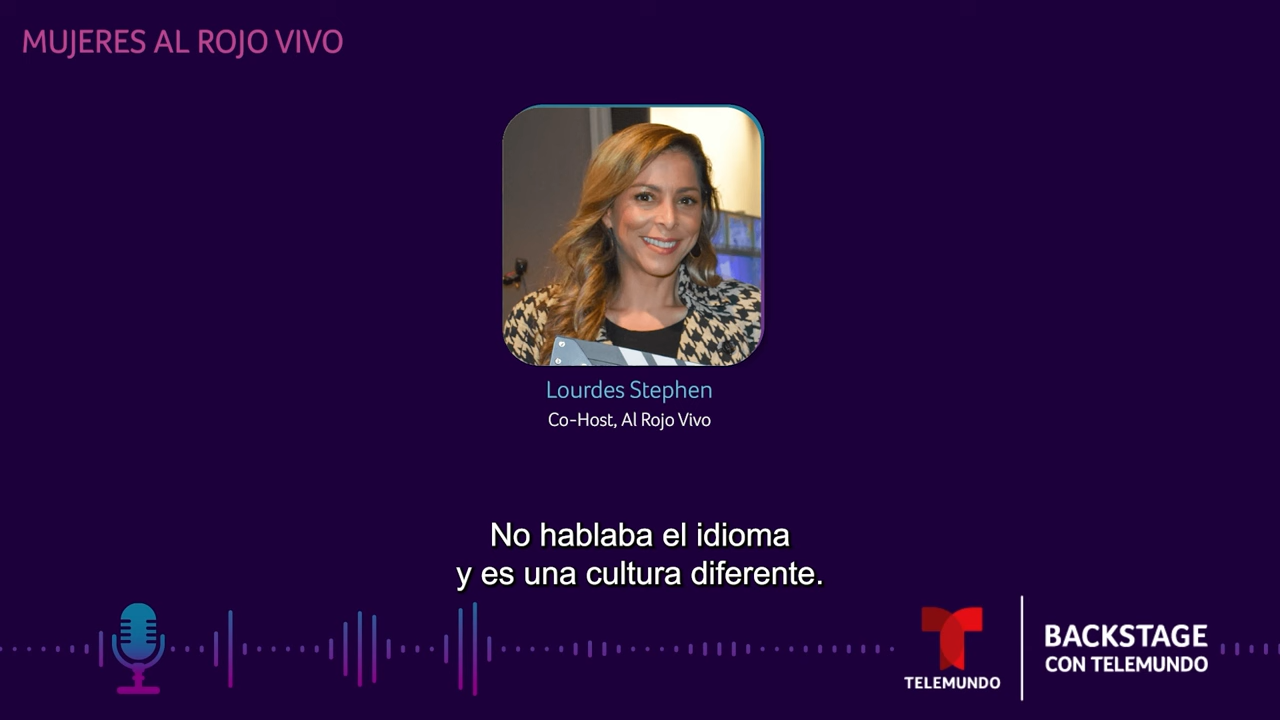 MUJERES AL ROJO VIVO
Lourdes Stephen
Co-Host, Al Rojo Vivo
No hablaba el idioma
y es una cultura diferente.
TELEMUNDO
BACKSTAGE
CON TELEMUNDO